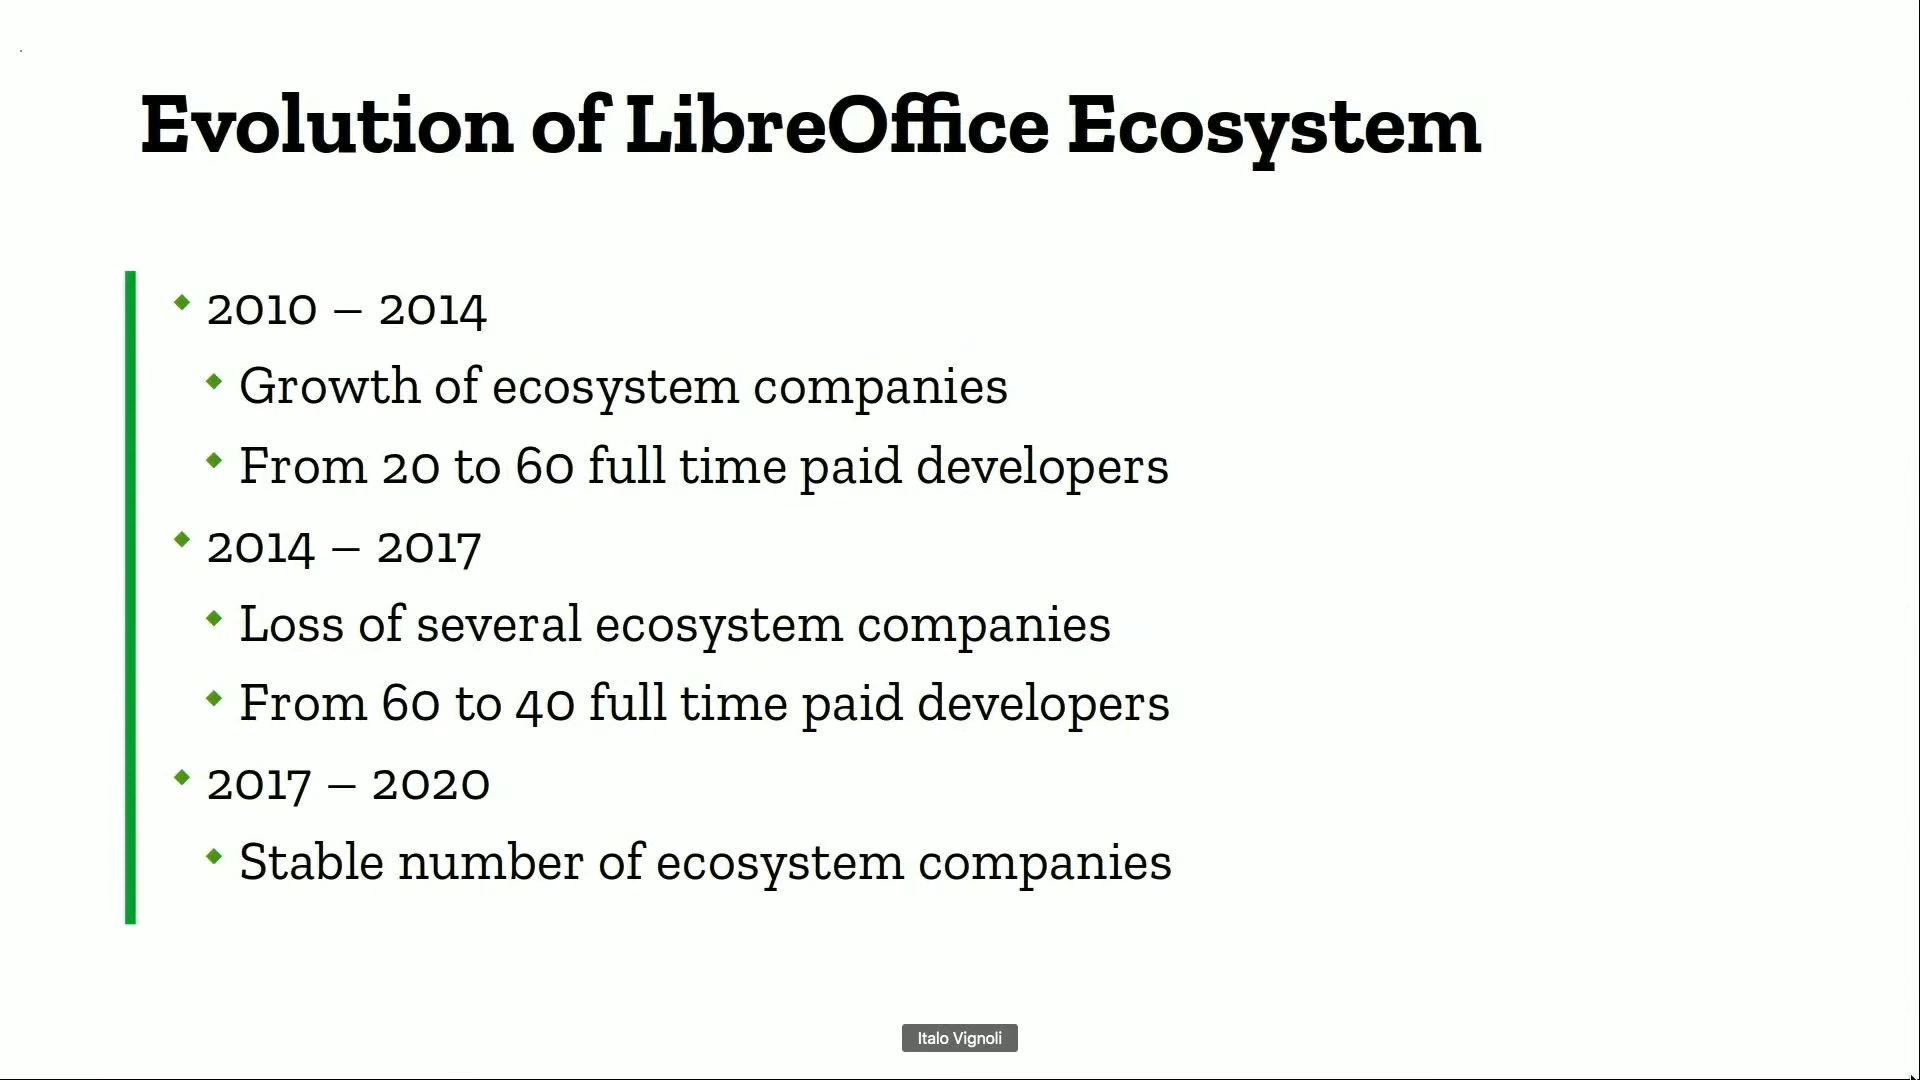 Evolution of LibreOffice Ecosystem
2010 – 2014
Growth of ecosystem companies
From 20 to 60 full time paid developers
2014 – 2017
Loss of several ecosystem companies
From 60 to 40 full time paid developers
2017 – 2020
Stable number of ecosystem companies
Italo Vignoli